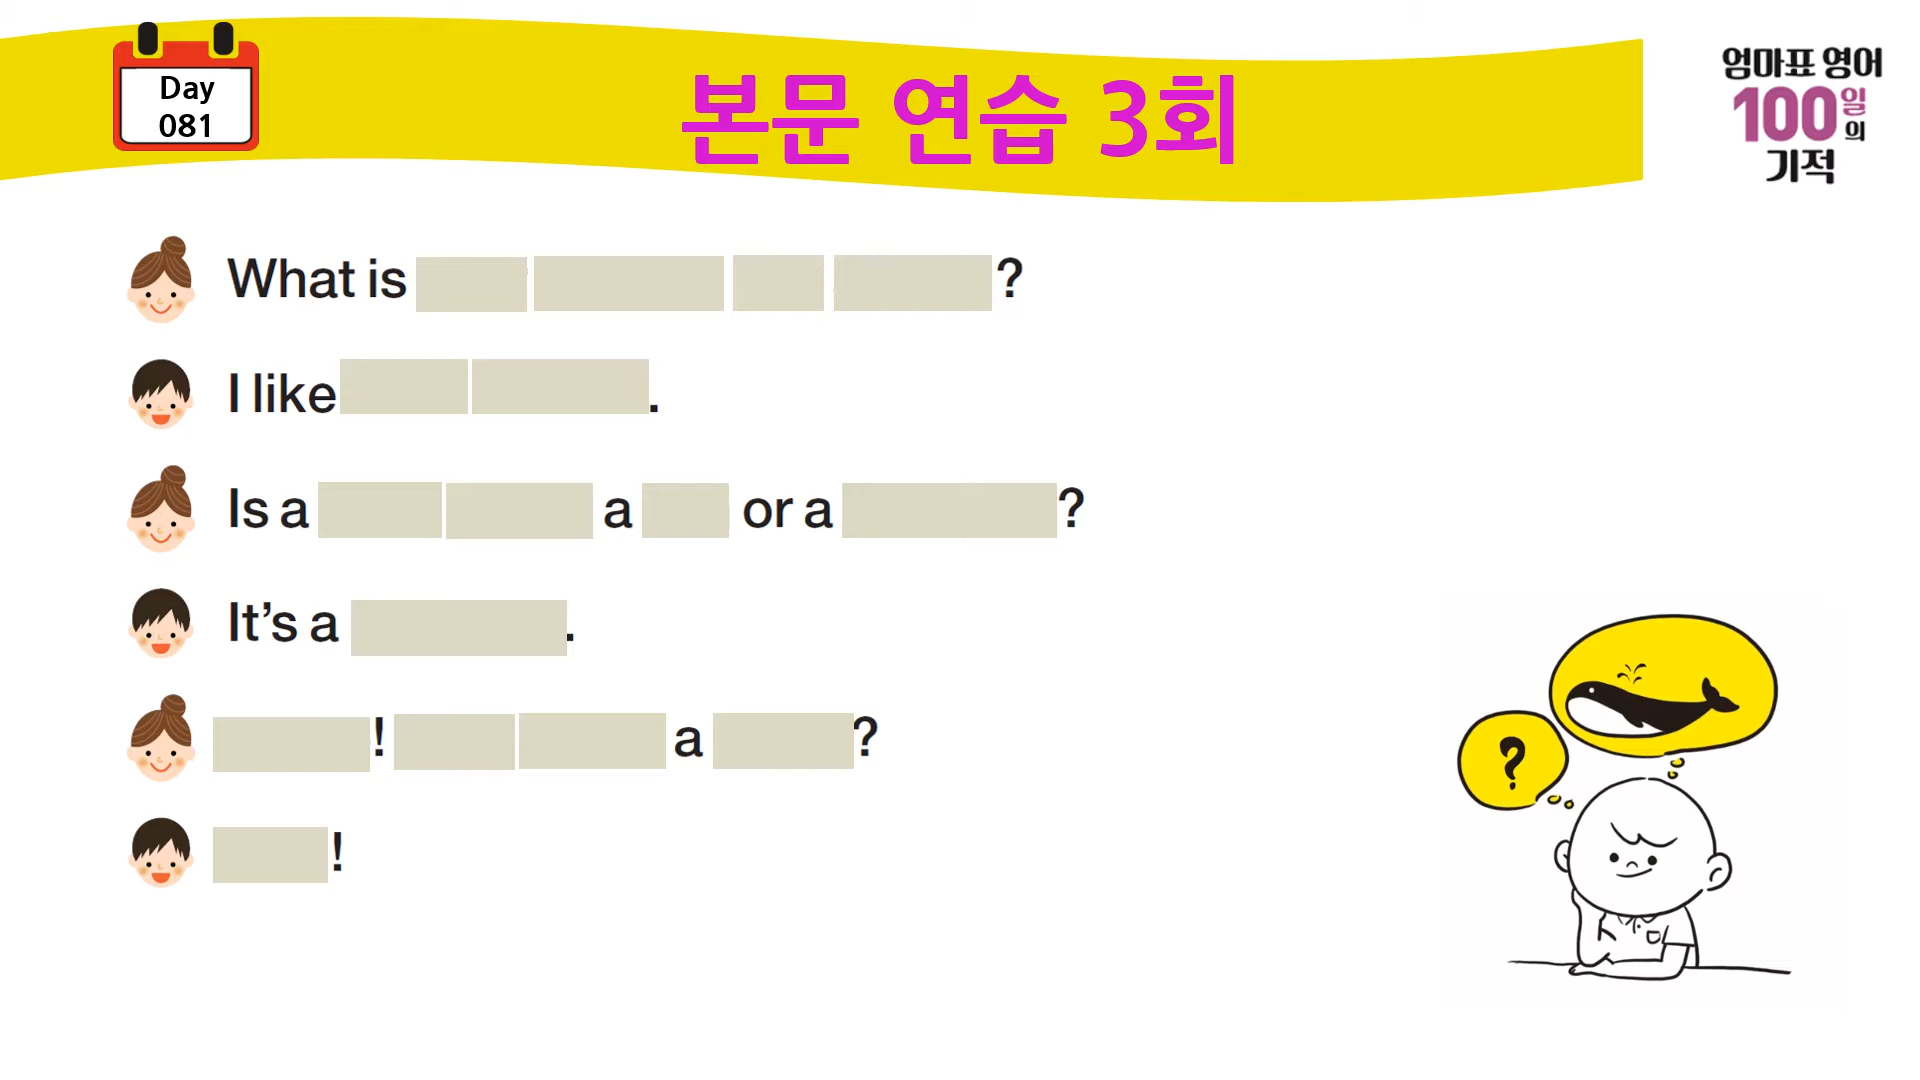 Day
081
본문 연습 3회
엄마표 영어
100일의
기적
What is ?
I like .
Is a a or a ?
It’s a .
! a ?
!
?